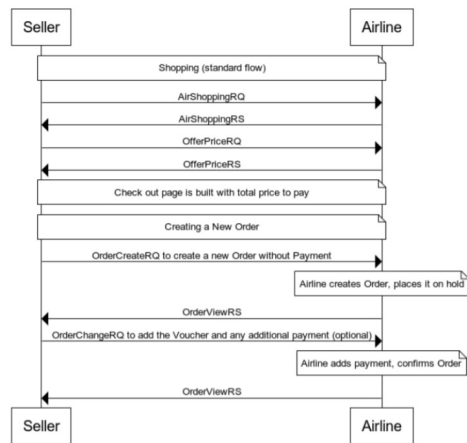 Seller Airline
Shopping (standard flow)
AirShoppingRQ
AirShoppingRS
OfferPriceRQ
OfferPriceRS
Check out page is built with total price to pay
Creating a New Order
OrderCreateRQ to create a new Order without Payment
Airline creates Order, places it on hold
OrderViewRS
OrderChangeRQ to add the Voucher and any additional payment (optional)
Airline adds payment, confirms Order
OrderViewRS
Seller Airline